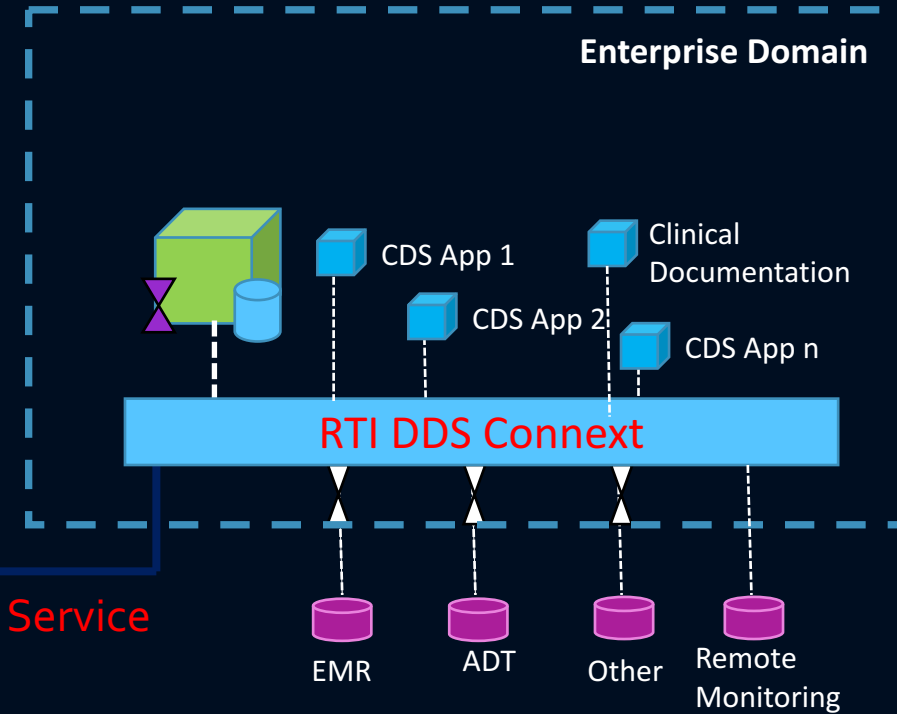 Enterprise Domain
CDS App 1
Clinical
Documentation
CDS App 2
CDS App n
RTI DDS Connext
Service
EMR
ADT
Other
Remote
Monitoring